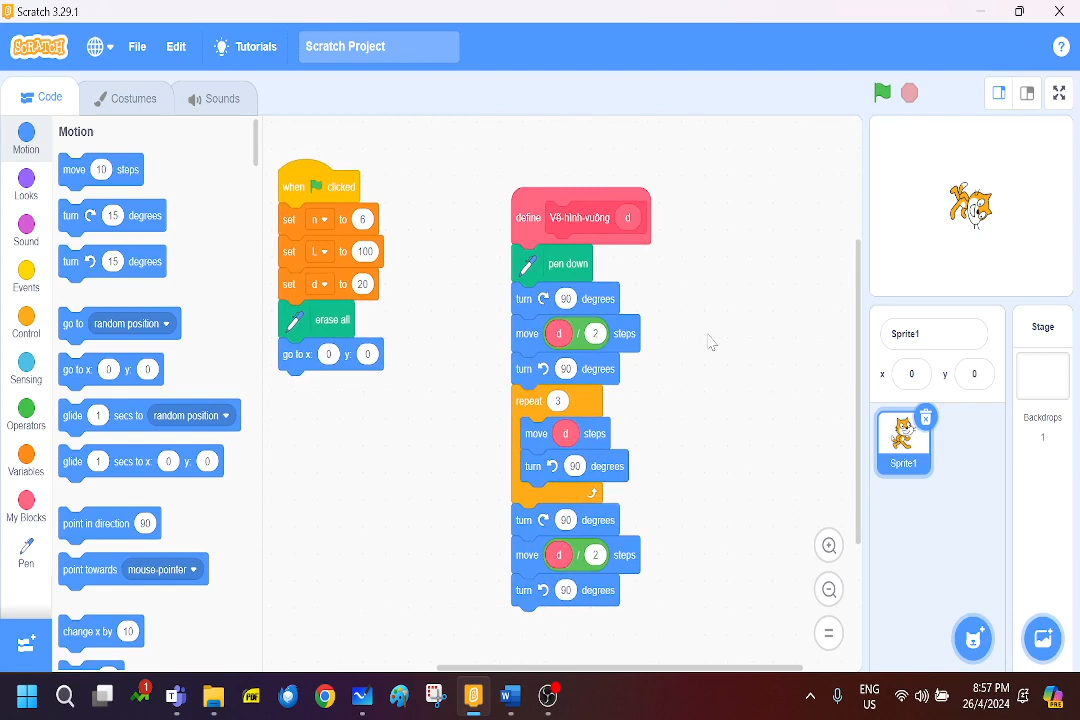 Scratch 3.29.1
SCRATCH
File
Edit
Tutorials
Scratch Project
?
Code
Costumes
Sounds
Motion
Looks
Sound
Events
Control
Sensing
Operators
Variables
My Blocks
Pen
Motion
move 10 steps
turn 15 degrees
turn 15 degrees
go to random position
go to x: 0 y: 0
glide 1 secs to random position
glide 1 secs to x: 0 y: 0
point in direction 90
point towards mouse-pointer
change x by 10
when clicked
set n to 6
set L to 100
set d to 20
erase all
go to x: 0 y: 0
define Vẽ-hình-vuông d
pen down
turn 90 degrees
move d / 2 steps
turn 90 degrees
repeat 3
move d steps
turn 90 degrees
turn 90 degrees
move d / 2 steps
turn 90 degrees
Sprite1
x 0 y 0
Sprite1
Stage
Backdrops
1
1
PDF
ENG
US
8:57 PM
26/4/2024
PRE